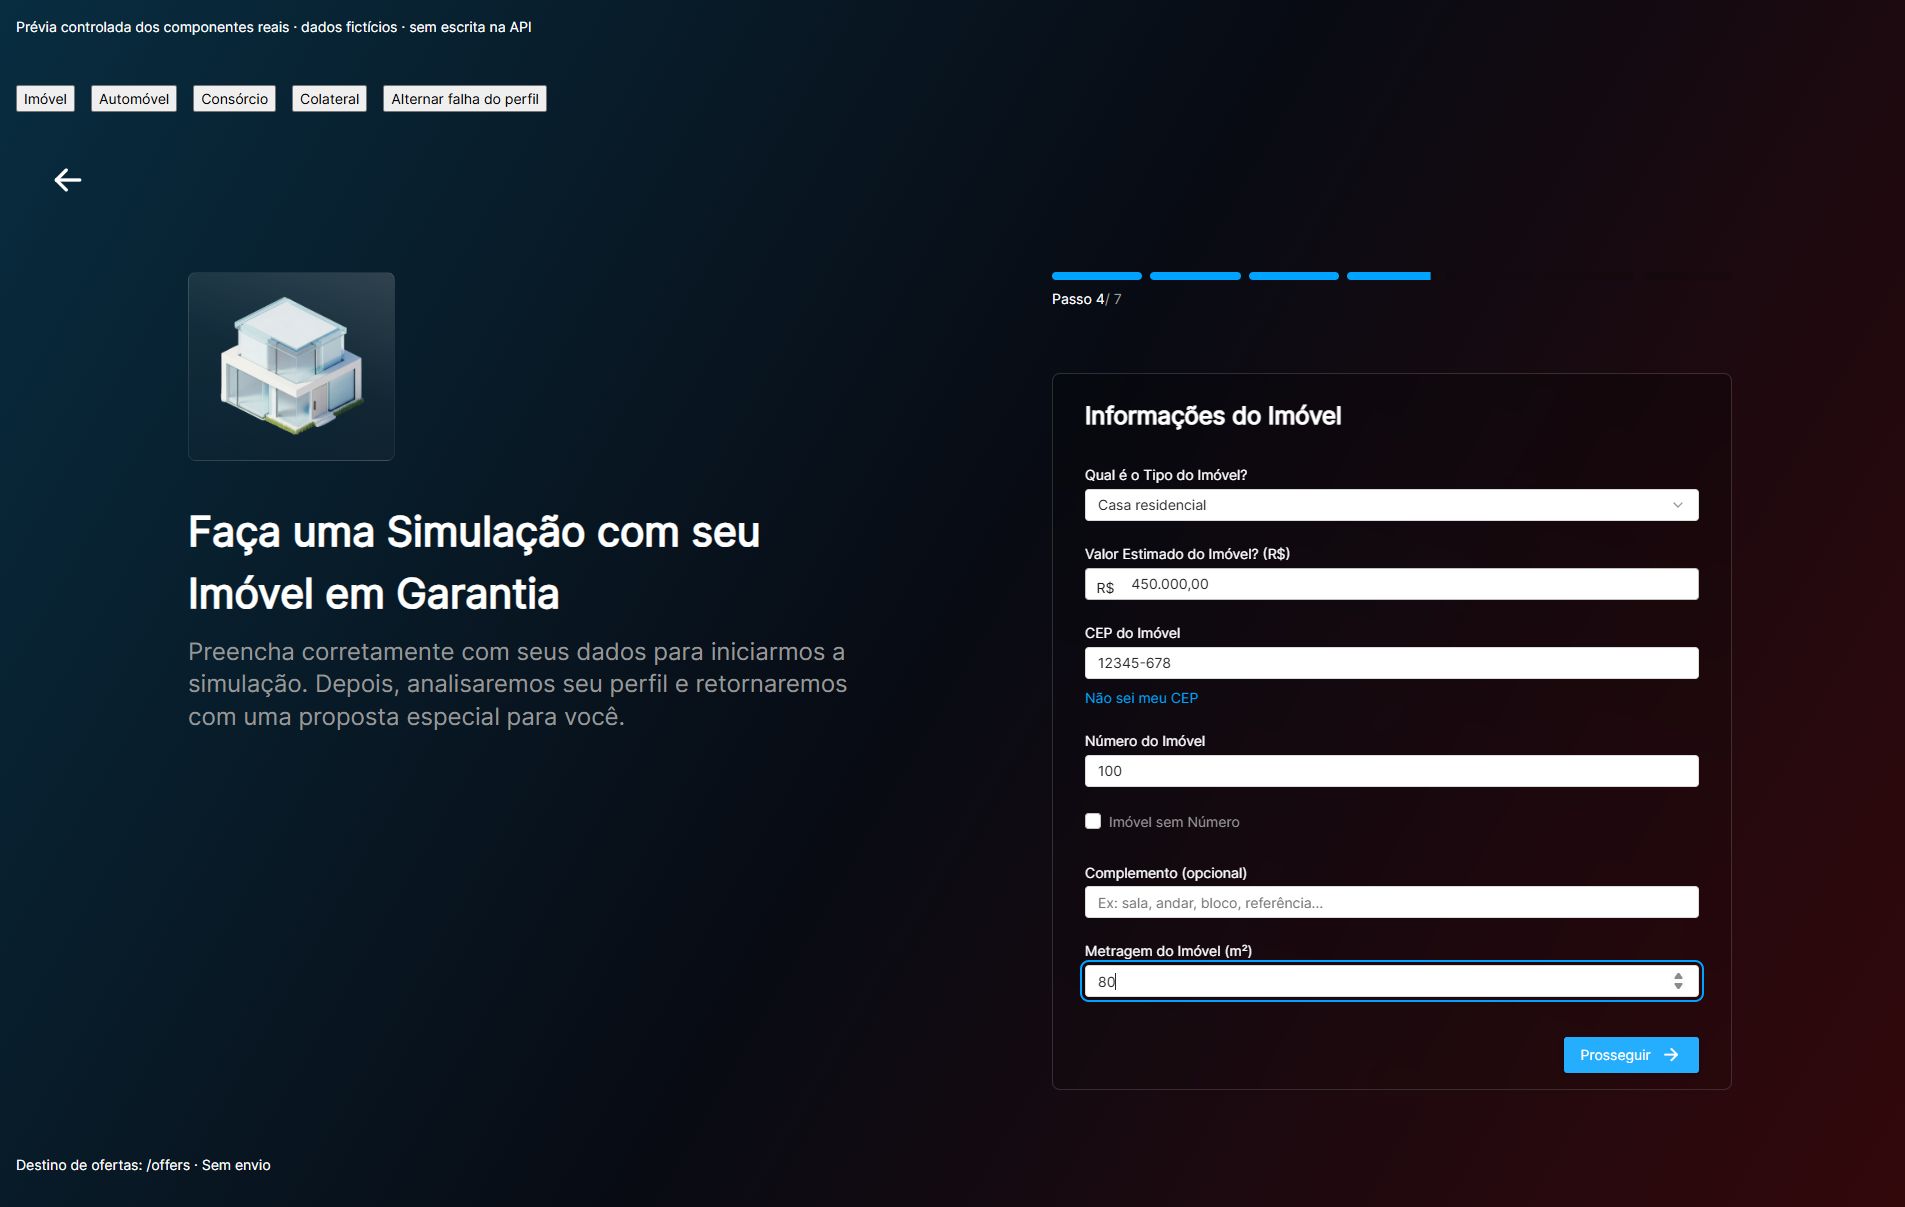 Prévia controlada dos componentes reais · dados fictícios · sem escrita na API
Imóvel
Automóvel
Consórcio
Colateral
Alternar falha do perfil
Faça uma Simulação com seu
Imóvel em Garantia
Preencha corretamente com seus dados para iniciarmos a
simulação. Depois, analisaremos seu perfil e retornaremos
com uma proposta especial para você.
Passo 4/ 7
Informações do Imóvel
Qual é o Tipo do Imóvel?
Casa residencial
Valor Estimado do Imóvel? (R$)
R$ 450.000,00
CEP do Imóvel
12345-678
Não sei meu CEP
Número do Imóvel
100
Imóvel sem Número
Complemento (opcional)
Ex: sala, andar, bloco, referência...
Metragem do Imóvel (m²)
80
Prosseguir
Destino de ofertas: /offers · Sem envio